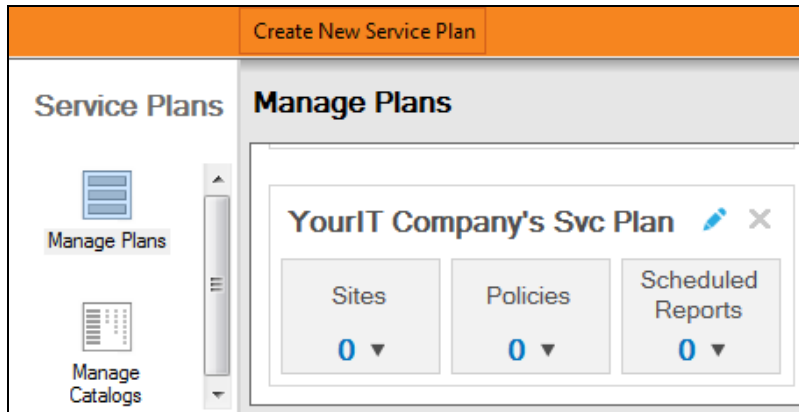 Create New Service Plan
Service Plans
Manage Plans
Manage Plans
Manage
Catalogs
YourIT Company's Svc Plan
Sites
0
Policies
0
Scheduled
Reports
0